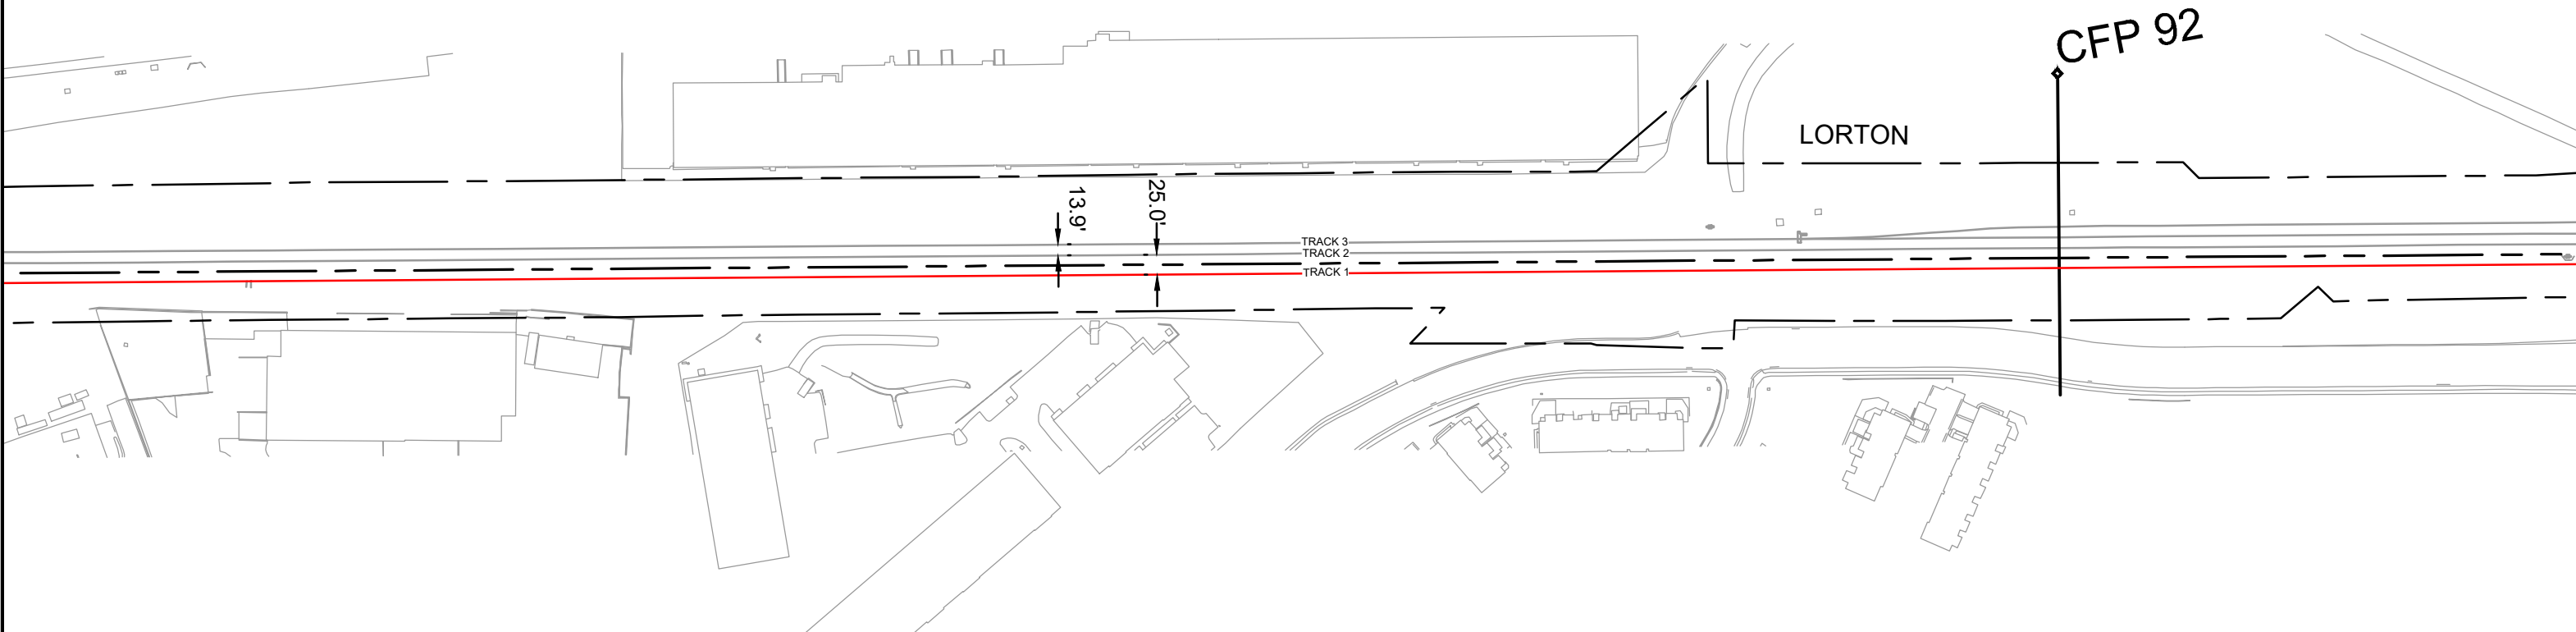 CFP 92
LORTON
13.9'
25.0'
TRACK 3
TRACK 2
TRACK 1